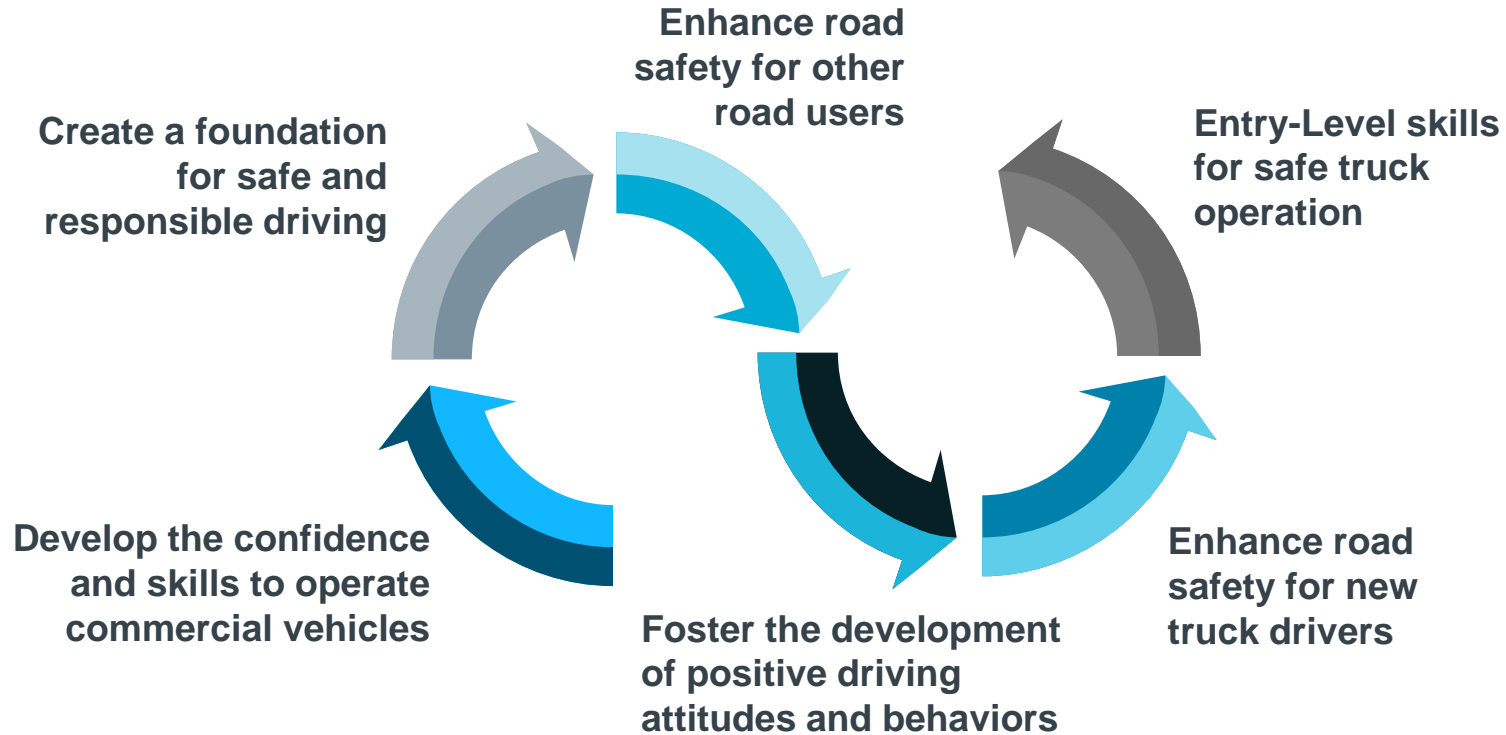 Enhance road
safety for other
road users
Create a foundation
for safe and
responsible driving
Entry-Level skills
for safe truck
operation
Develop the confidence
and skills to operate
commercial vehicles
Foster the development
of positive driving
attitudes and behaviors
Enhance road
safety for new
truck drivers